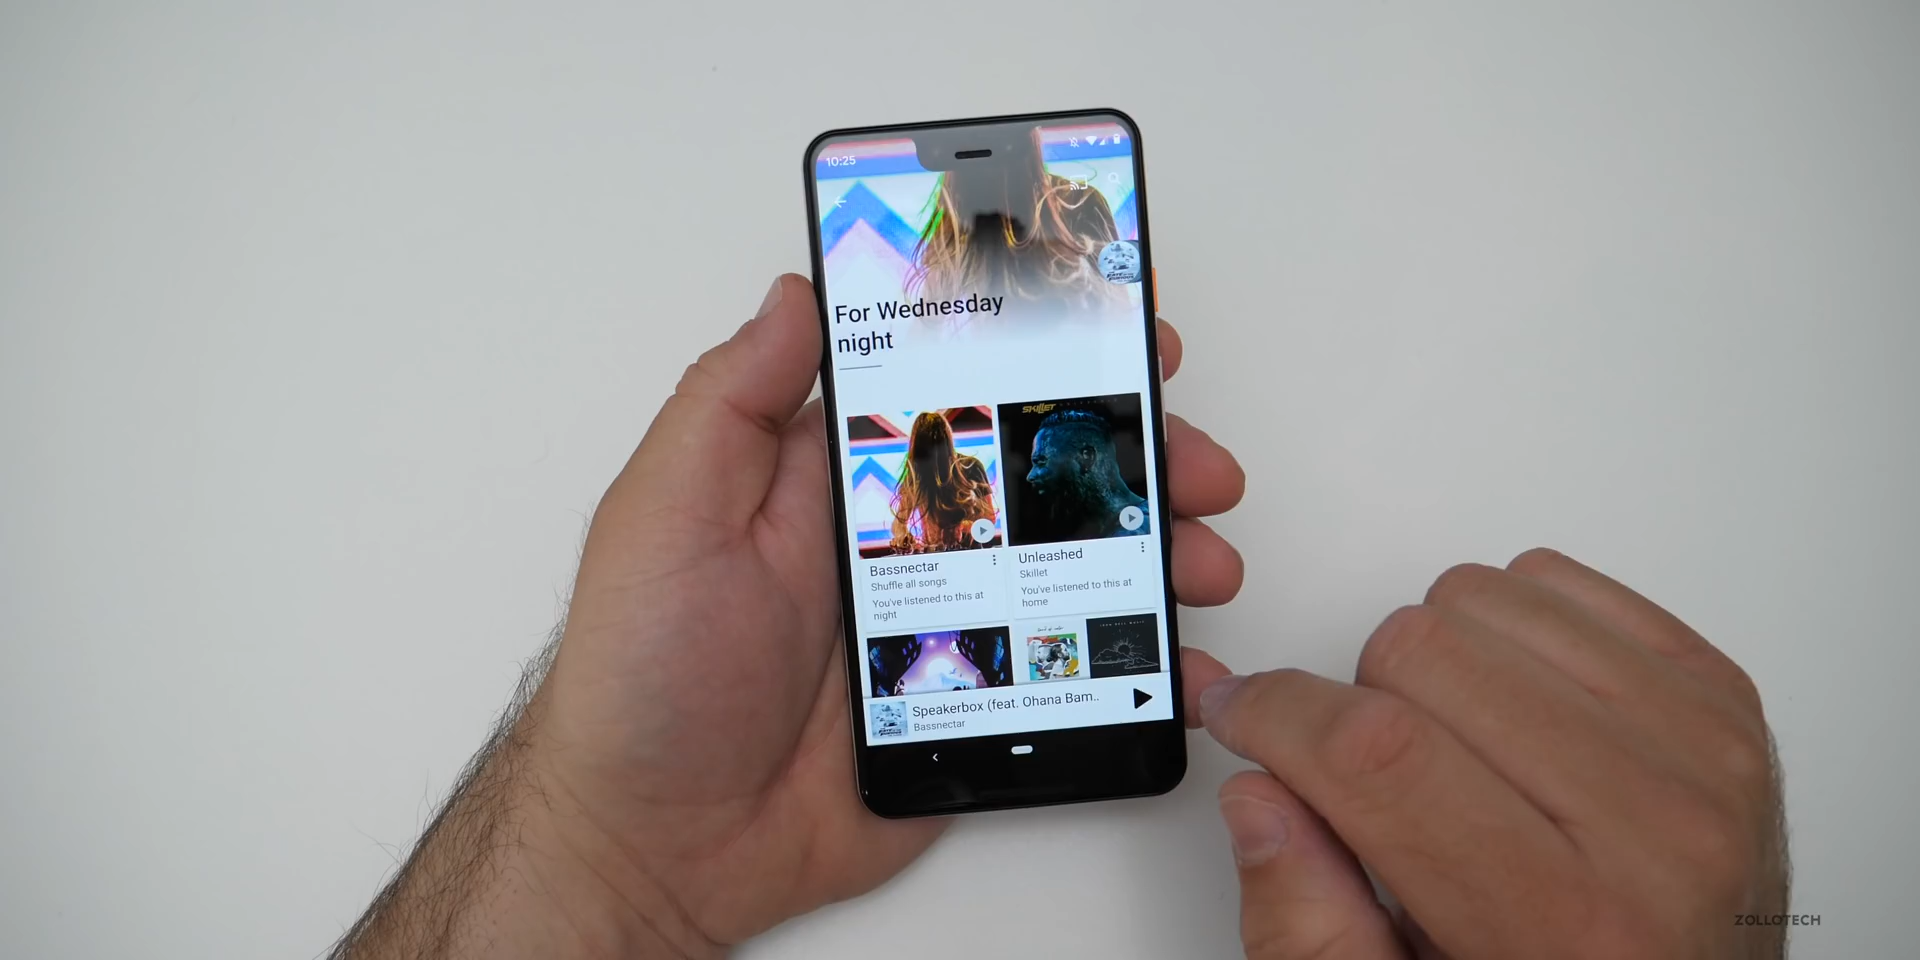 10:25
For Wednesday
night
SKILLET UNLEASHED
Bassnectar
Shuffle all songs
You've listened to this at
night
Unleashed
Skillet
You've listened to this at
home
Speakerbox (feat. Ohana Bam..
Bassnectar
ZOLLOTECH